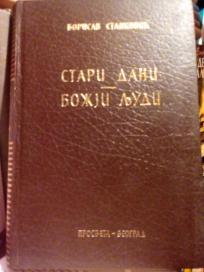 БОРИСАВ СТАНКОВИЋ
СТАРИ ДАНИ
БОЖЈИ ЉУДИ
ПРОСВЕТА – БЕОГРАД